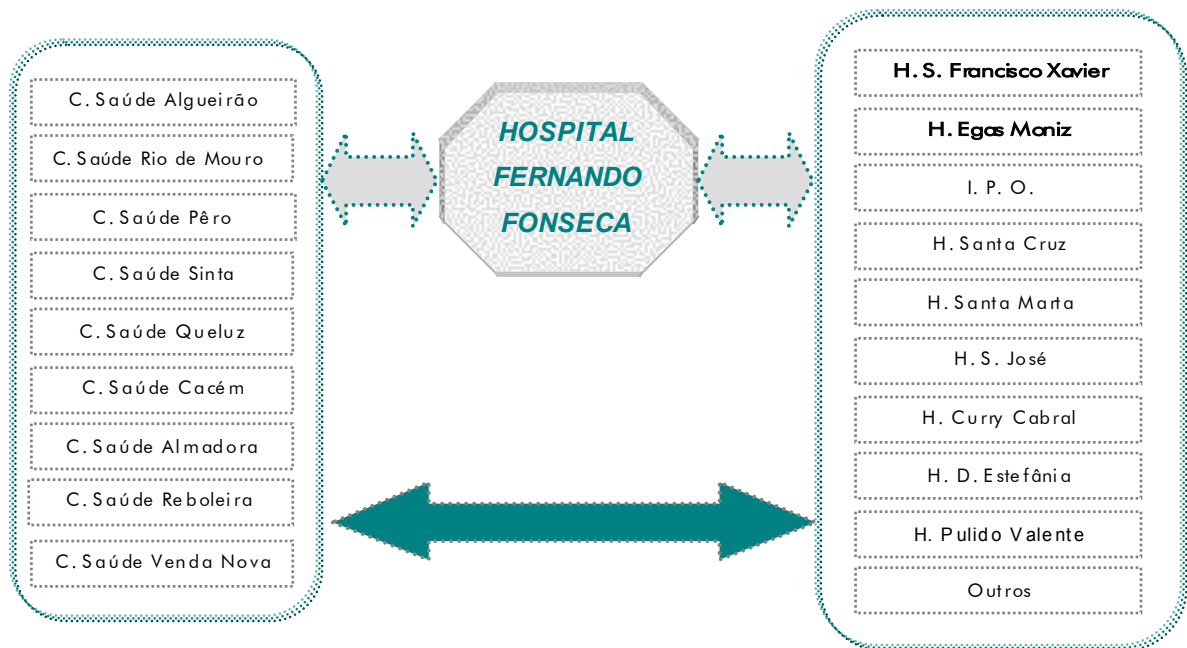 C. Saúde Algueirão
C. Saúde Rio de Mouro
C. Saúde Pêro
C. Saúde Sinta
C. Saúde Queluz
C. Saúde Cacém
C. Saúde Almadora
C. Saúde Reboleira
C. Saúde Venda Nova
HOSPITAL
FERNANDO
FONSECA
H. S. Francisco Xavier
H. Egas Moniz
I. P. O.
H. Santa Cruz
H. Santa Marta
H. S. José
H. Curry Cabral
H. D. Estefânia
H. Pulido Valente
Outros